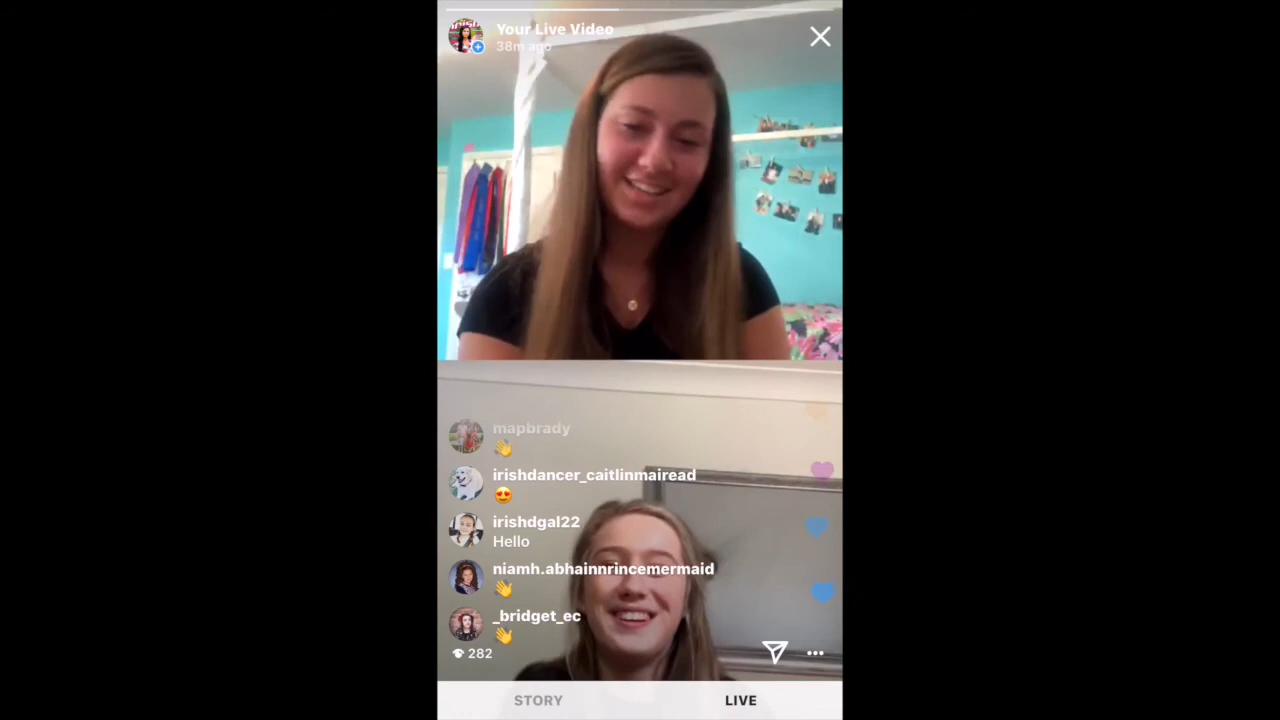 Your Live Video
38m ago
mapbrady
irishdancer_caitlinmairead
irishdgal22
Hello
niamh.abhainnrincemermaid
_bridget_ec
282
STORY
LIVE